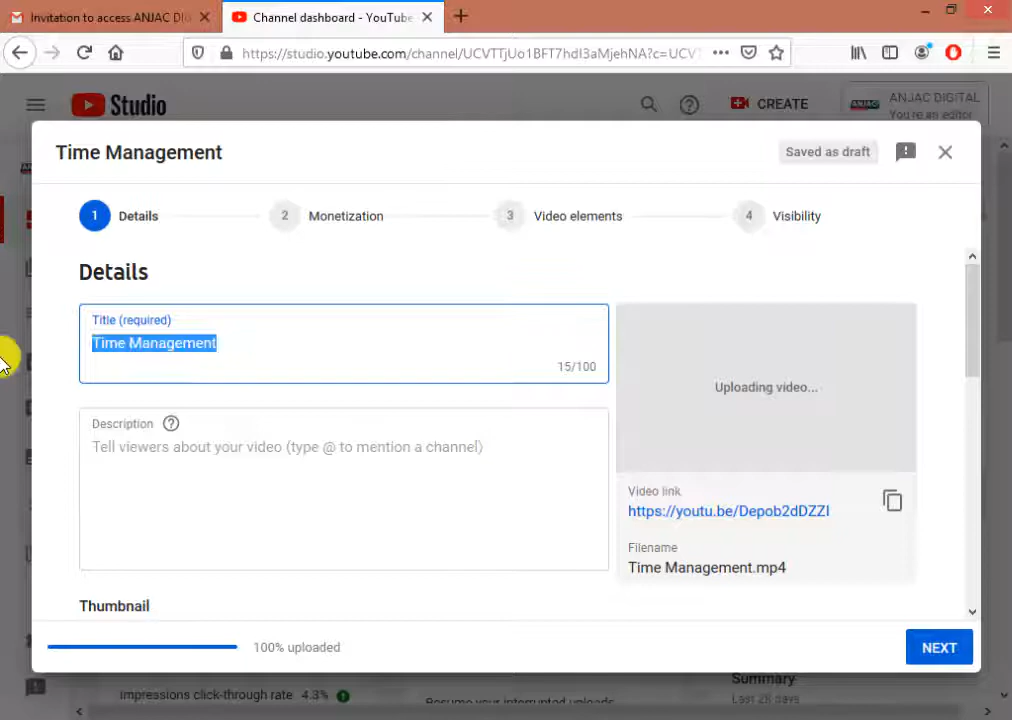 Invitation to access ANJAC DI
Channel dashboard - YouTube
https://studio.youtube.com/channel/UCVTTjUo1BFT7hdI3aMjehNA?c=UCV
Studio
CREATE
ANJAC DIGITAL
You're an editor
Time Management
Saved as draft
1 Details
2 Monetization
3 Video elements
4 Visibility
Details
Title (required)
Time Management
15/100
Uploading video...
Description
Tell viewers about your video (type @ to mention a channel)
Video link
https://youtu.be/Depob2dDZZI
Filename
Time Management.mp4
Thumbnail
100% uploaded
NEXT
Impressions click-through rate 4.3%
Resume your interrupted uploads
Summary
Last 28 days